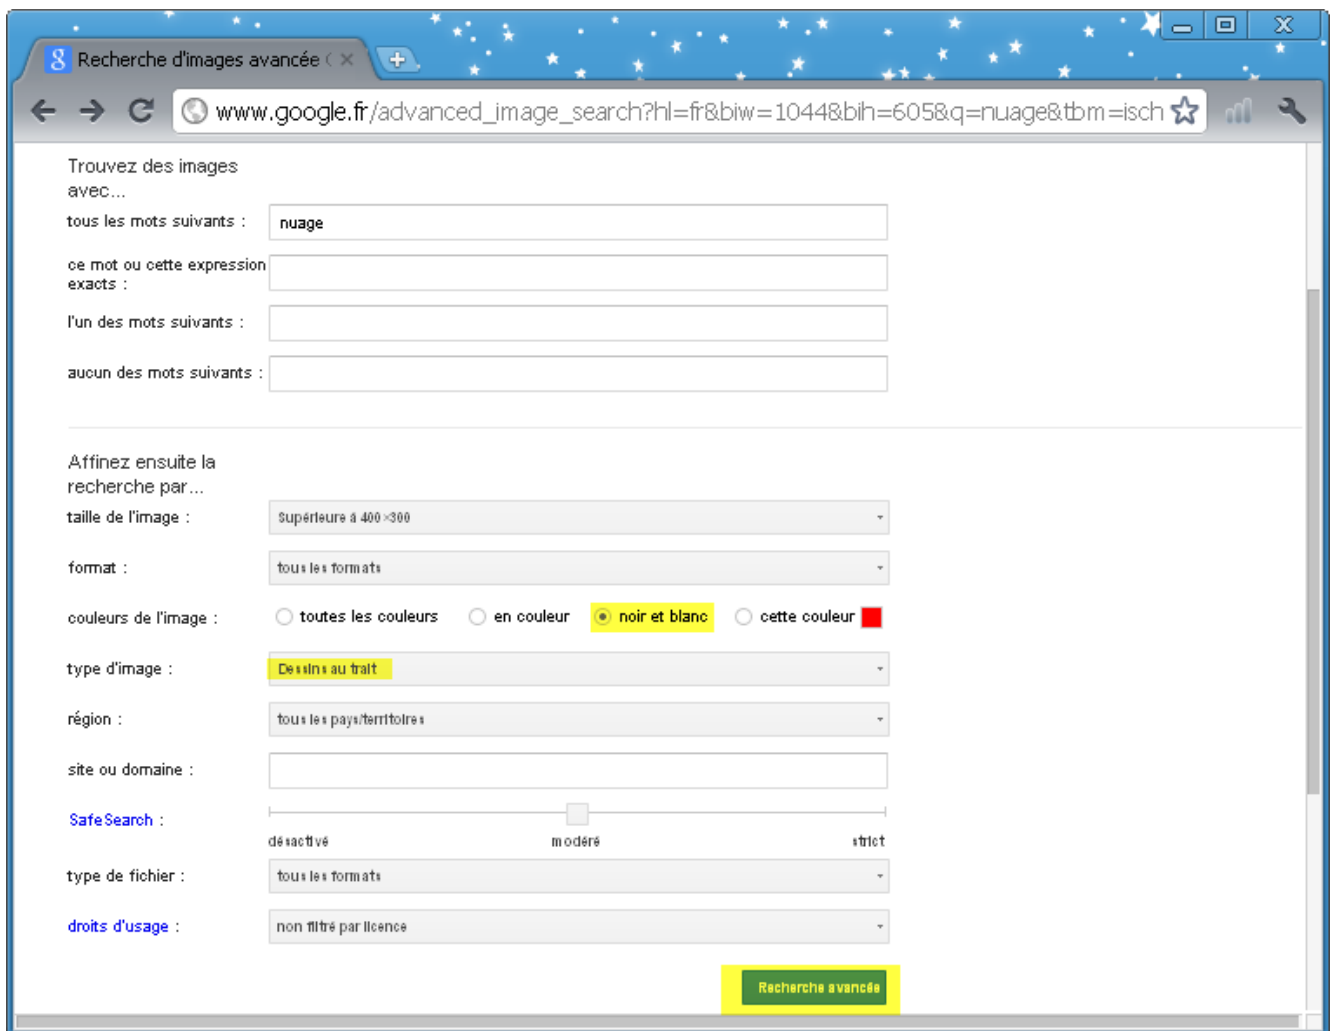 Recherche d'images avancée (
www.google.fr/advanced_image_search?hl=fr&biw=1044&bih=605&q=nuage&tbm=isch
Trouvez des images
avec...
tous les mots suivants : nuage
ce mot ou cette expression
exacts :
l'un des mots suivants :
aucun des mots suivants :
Affinez ensuite la
recherche par...
taille de l'image : Supérieure à 400×300
format : tous les formats
couleurs de l'image : toutes les couleurs en couleur noir et blanc cette couleur
type d'image : Dessins au trait
région : tous les pays/territoires
site ou domaine :
SafeSearch :
désactivé modéré strict
type de fichier : tous les formats
droits d'usage : non filtré par licence
Recherche avancée